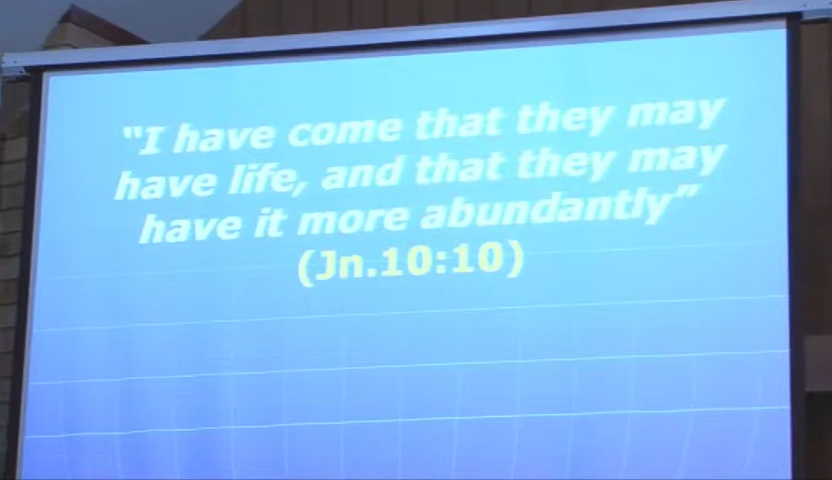 “I have come that they may
have life, and that they may
have it more abundantly”
(Jn.10:10)